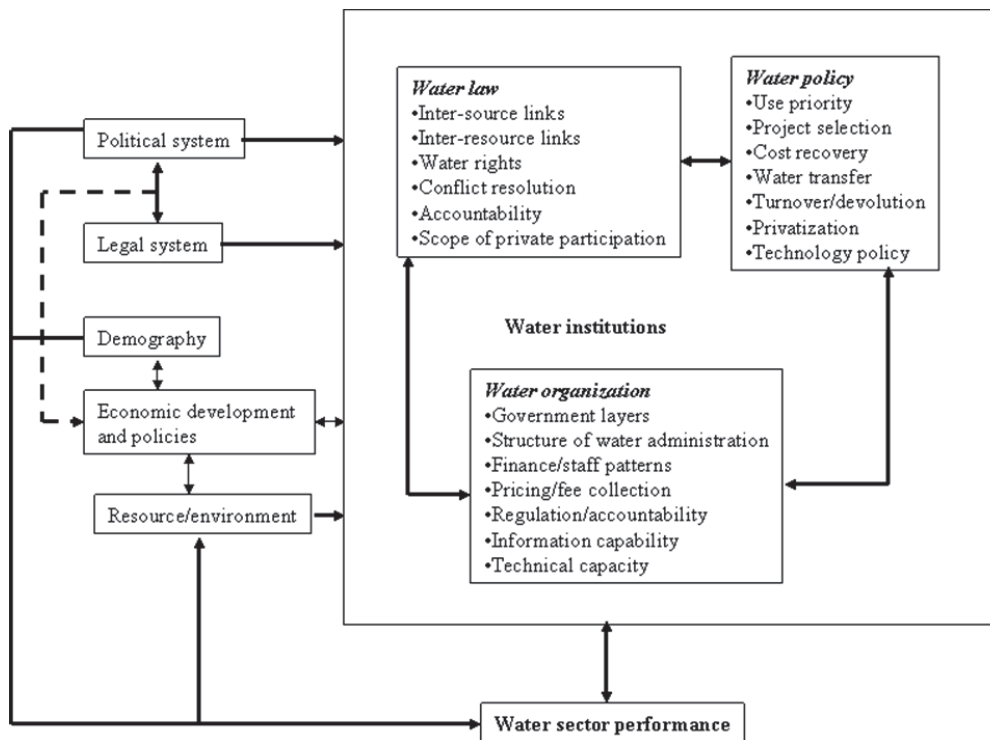 Political system
Legal system
Demography
Economic development
and policies
Resource/environment
Water law
•Inter-source links
•Inter-resource links
•Water rights
•Conflict resolution
•Accountability
•Scope of private participation
Water policy
•Use priority
•Project selection
•Cost recovery
•Water transfer
•Turnover/devolution
•Privatization
•Technology policy
Water institutions
Water organization
•Government layers
•Structure of water administration
•Finance/staff patterns
•Pricing/fee collection
•Regulation/accountability
•Information capability
•Technical capacity
Water sector performance